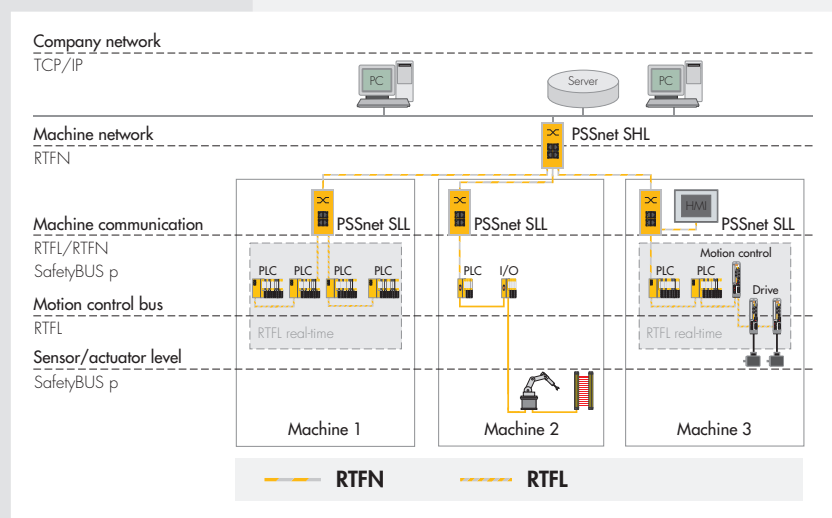 Company network
TCP/IP
PC
Server
PC
Machine network
PSSnet SHL
RTFN
HMI
Machine communication
PSSnet SLL
PSSnet SLL
PSSnet SLL
RTFL/RTFN
SafetyBUS p
Motion control
PLC PLC PLC PLC
PLC I/O
PLC PLC
Drive
Motion control bus
RTFL
RTFL real-time
RTFL real-time
Sensor/actuator level
SafetyBUS p
Machine 1
Machine 2
Machine 3
RTFN
RTFL